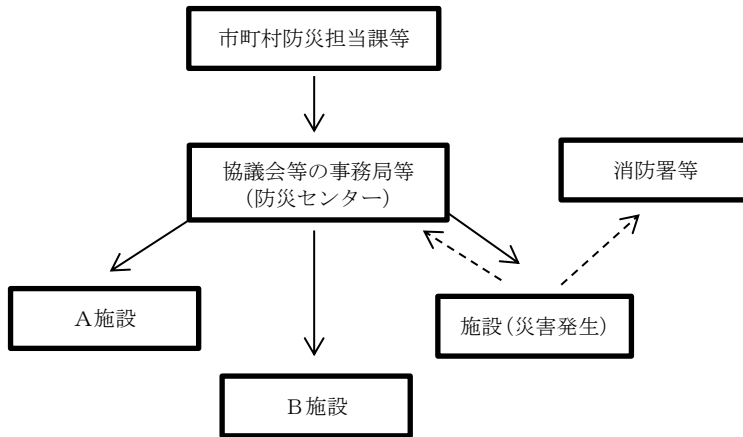 市町村防災担当課等
協議会等の事務局等
（防災センター）
消防署等
Ａ施設
施設（災害発生）
Ｂ施設